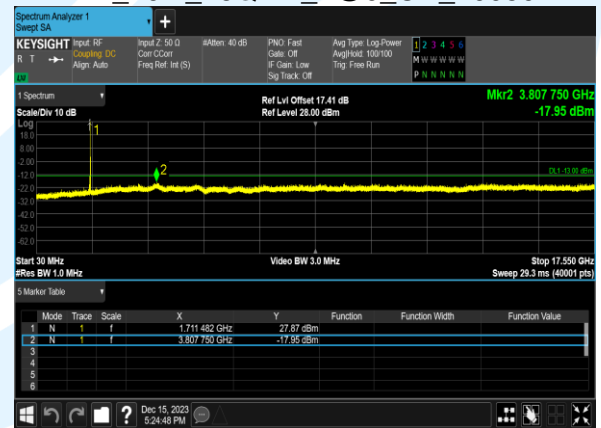 Spectrum Analyzer 1
Swept SA
KEYSIGHT
R T
Input: RF
Coupling: DC
Align: Auto
Input Z: 50 Ω
Corr CCorr
Freq Ref: Int (S)
#Atten: 40 dB
PNO: Fast
Gate: Off
IF Gain: Low
Sig Track: Off
Avg Type: Log-Power
Avg|Hold: 100/100
Trig: Free Run
1 2 3 4 5 6
M W W W W W
P N N N N N
1 Spectrum
Scale/Div 10 dB
Ref Lvl Offset 17.41 dB
Ref Level 28.00 dBm
Mkr2 3.807 750 GHz
-17.95 dBm
Log
18.0
8.00
-2.00
-12.0
-22.0
-32.0
-42.0
-52.0
-62.0
1
2
DL1 -13.00 dBm
Start 30 MHz
#Res BW 1.0 MHz
Video BW 3.0 MHz
Stop 17.550 GHz
Sweep 29.3 ms (40001 pts)
5 Marker Table
Mode Trace Scale X Y Function Function Width Function Value
1 N 1 f 1.711 482 GHz 27.87 dBm
2 N 1 f 3.807 750 GHz -17.95 dBm
3
4
5
6
?
Dec 15, 2023
5:24:48 PM